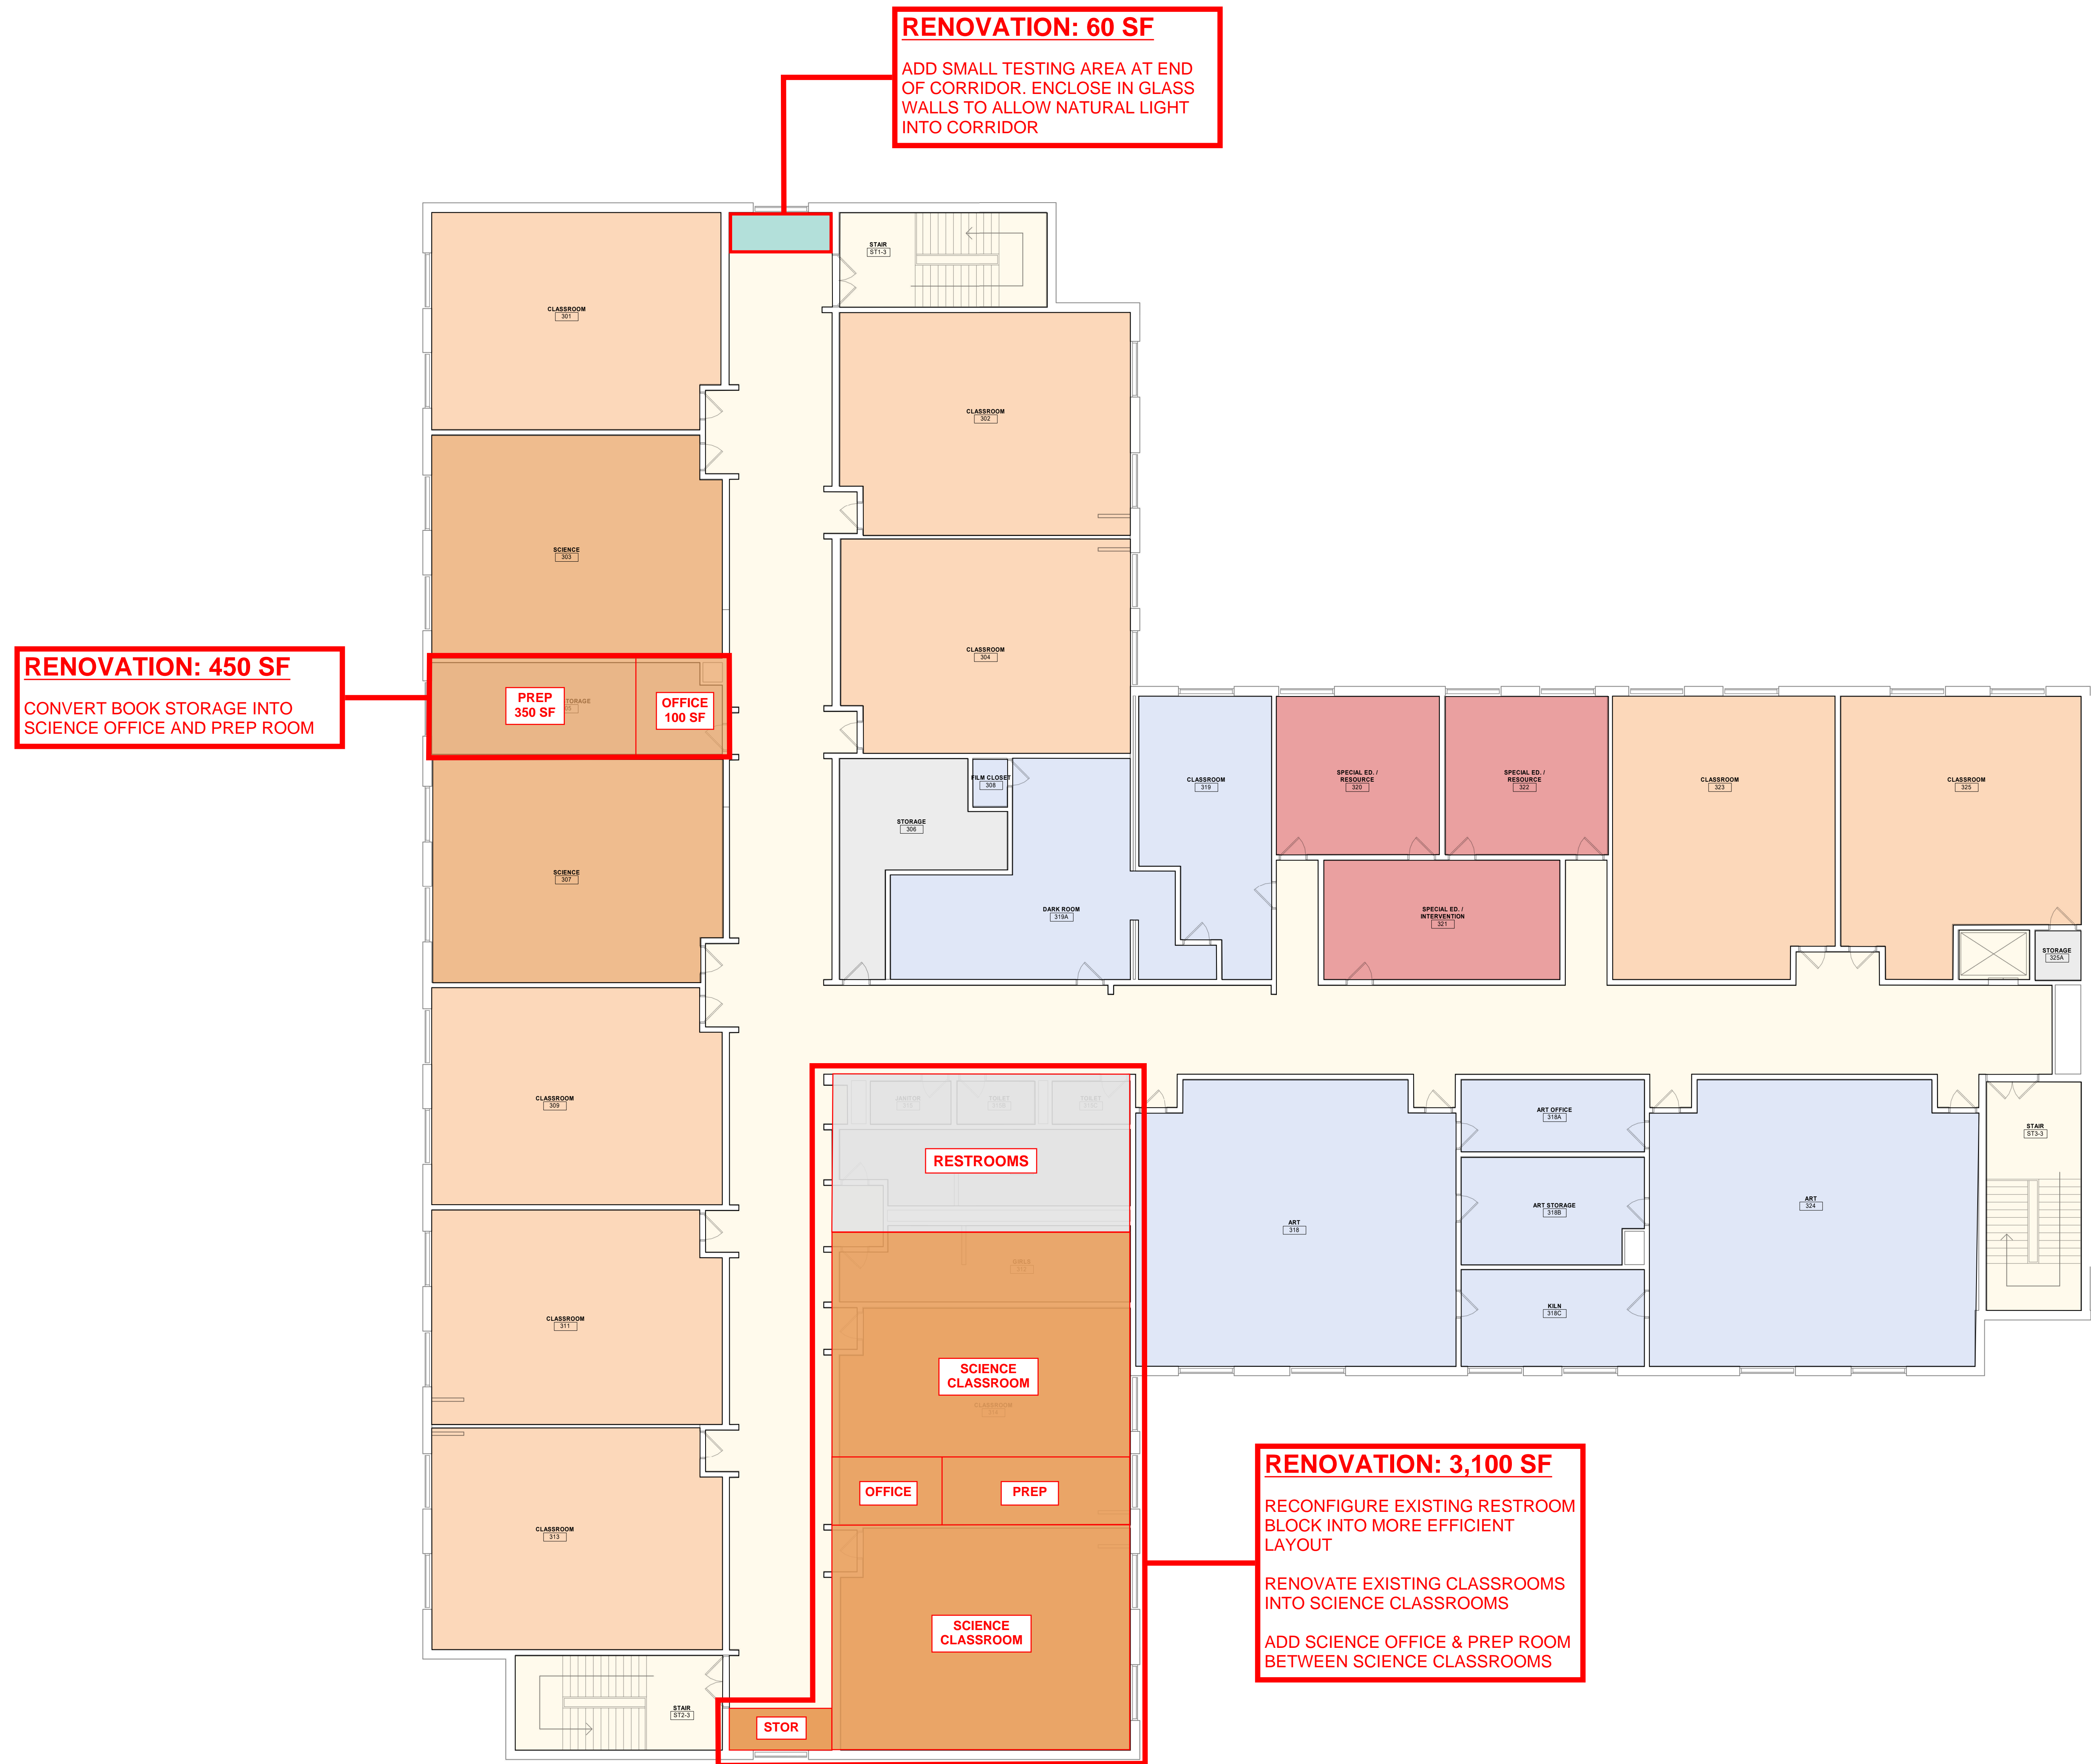 RENOVATION: 60 SF
ADD SMALL TESTING AREA AT END
OF CORRIDOR. ENCLOSE IN GLASS
WALLS TO ALLOW NATURAL LIGHT
INTO CORRIDOR
STAIR
ST1-3
CLASSROOM
301
CLASSROOM
302
SCIENCE
303
CLASSROOM
304
RENOVATION: 450 SF
CONVERT BOOK STORAGE INTO
SCIENCE OFFICE AND PREP ROOM
PREP
350 SF
OFFICE
100 SF
FILM CLOSET
308
CLASSROOM
319
SPECIAL ED. /
RESOURCE
320
SPECIAL ED. /
RESOURCE
322
CLASSROOM
323
CLASSROOM
325
STORAGE
306
SCIENCE
307
DARK ROOM
319A
SPECIAL ED. /
INTERVENTION
321
STORAGE
325A
CLASSROOM
309
JANITOR
TOILET
TOILET
RESTROOMS
ART OFFICE
318A
STAIR
ST3-3
ART STORAGE
318B
ART
318
ART
324
GIRLS
KILN
318C
CLASSROOM
311
SCIENCE
CLASSROOM
CLASSROOM
314
OFFICE
PREP
CLASSROOM
313
SCIENCE
CLASSROOM
STAIR
ST2-3
STOR
RENOVATION: 3,100 SF
RECONFIGURE EXISTING RESTROOM
BLOCK INTO MORE EFFICIENT
LAYOUT
RENOVATE EXISTING CLASSROOMS
INTO SCIENCE CLASSROOMS
ADD SCIENCE OFFICE & PREP ROOM
BETWEEN SCIENCE CLASSROOMS